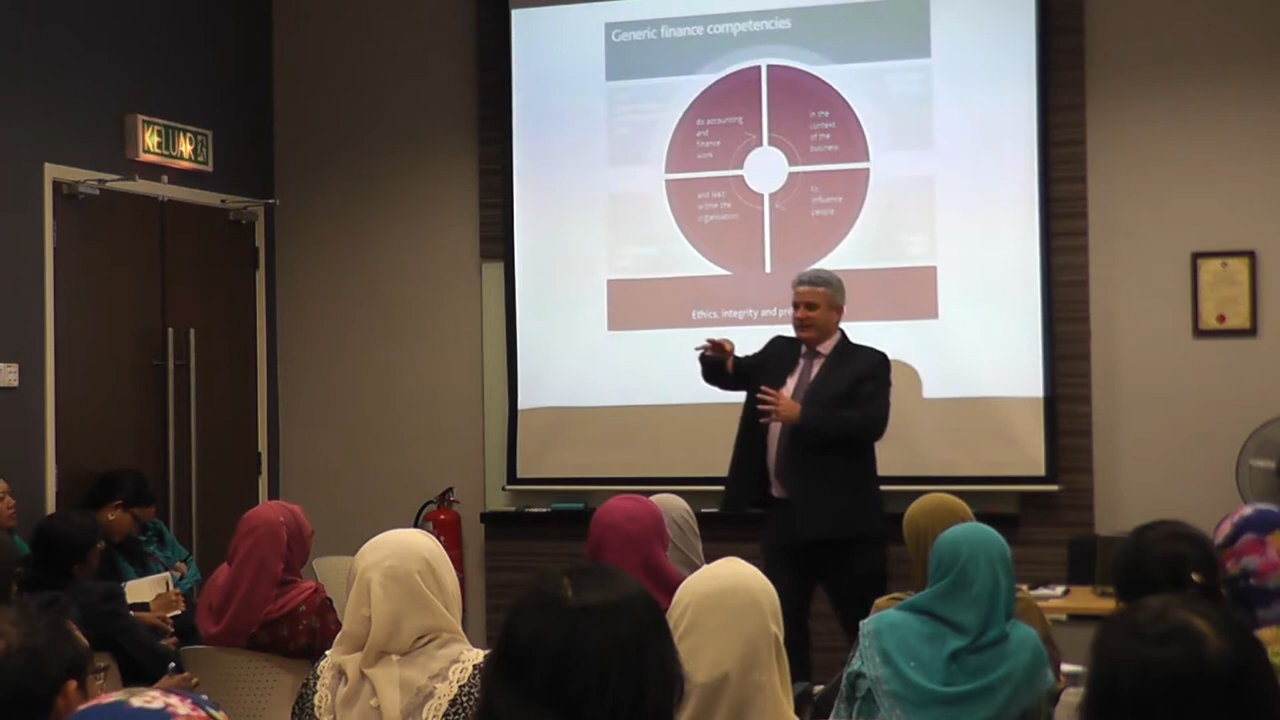 Generic finance competencies
do accounting
and
finance
work
in the
context
of the
business
and lead
within the
organisation
to
influence
people
Ethics, integrity and
KELUAR